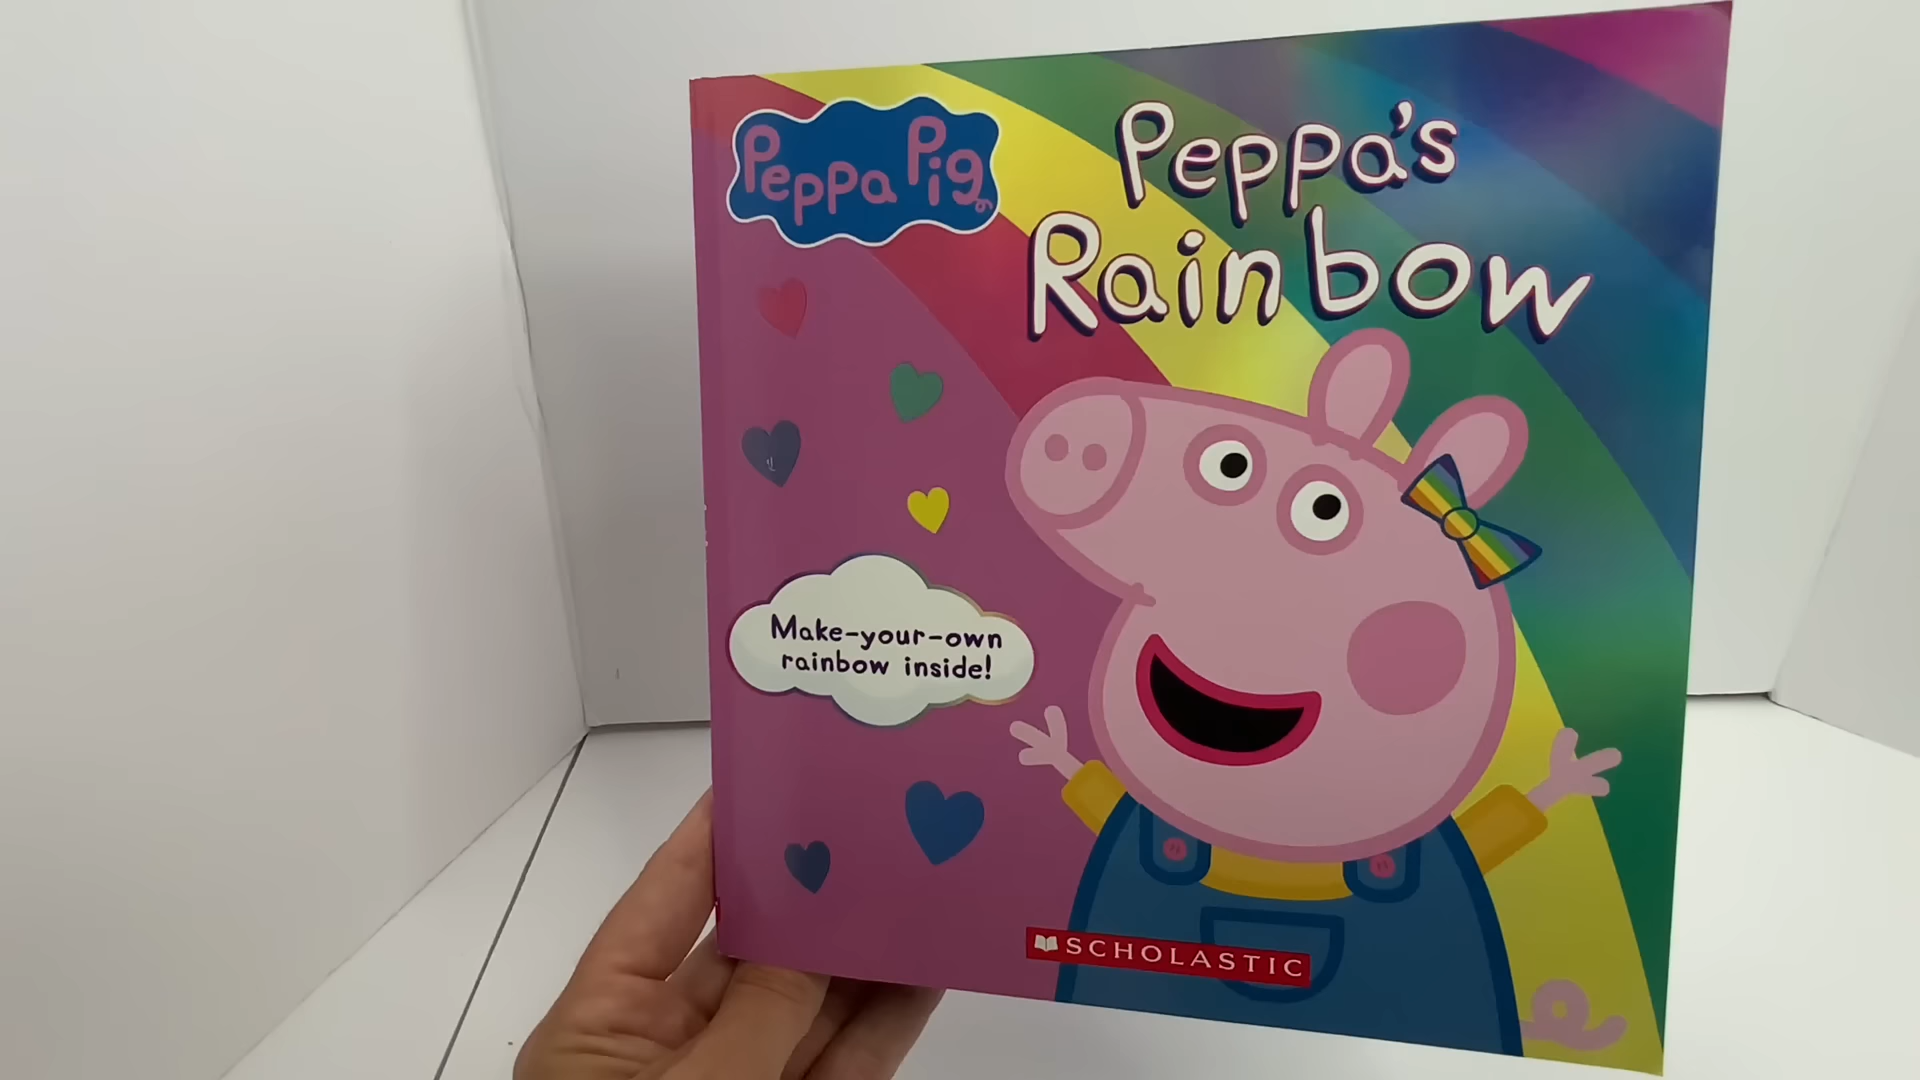 Peppa Pig
Peppa's
Rainbow
Make-your-own
rainbow inside!
SCHOLASTIC